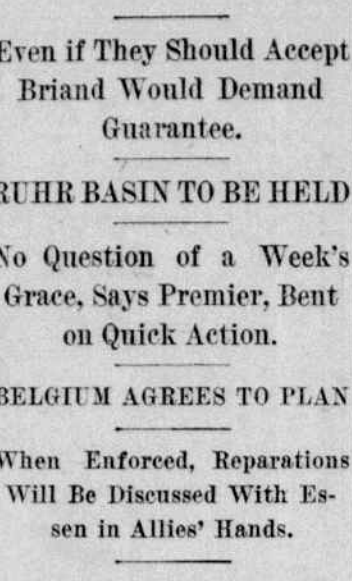 Even if They Should Accept
Briand Would Demand
Guarantee.
RUHR BASIN TO BE HELD
No Question of a Week's
Grace, Says Premier, Bent
on Quick Action.
BELGIUM AGREES TO PLAN
When Enforced, Reparations
Will Be Discussed With Es-
sen in Allies' Hands.